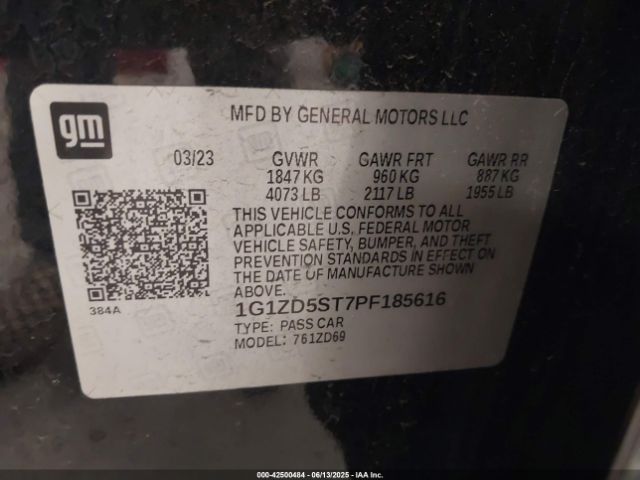 gm
MFD BY GENERAL MOTORS LLC
03/23 GVWR GAWR FRT GAWR RR
1847 KG 960 KG 887 KG
4073 LB 2117 LB 1955 LB
THIS VEHICLE CONFORMS TO ALL
APPLICABLE U.S. FEDERAL MOTOR
VEHICLE SAFETY, BUMPER, AND THEFT
PREVENTION STANDARDS IN EFFECT ON
THE DATE OF MANUFACTURE SHOWN
ABOVE.
384A
1G1ZD5ST7PF185616
TYPE: PASS CAR
MODEL: 761ZD69
000-42500484 - 06/13/2025 - IAAI Inc.